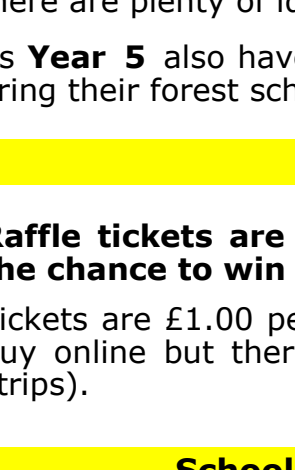 here are plenty of
s Year 5 also have
ring their forest sch
Raffle tickets are
he chance to win
ickets are £1.00 pe
uy online but ther
trips).
School